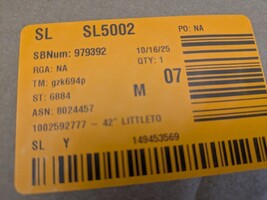 SL SL5002
PO: NA
SBNum: 979392 10/16/25
RGA: NA QTY: 1
TM: gzk694p
ST: 6884 M 07
ASN: 8024457
1002592777 - 42" LITTLETO
SL Y 149453569